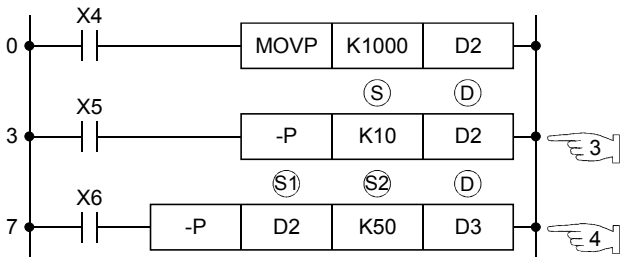 X4
0 MOVP K1000 D2
S D
X5
3 -P K10 D2 3
S1 S2 D
X6
7 -P D2 K50 D3 4